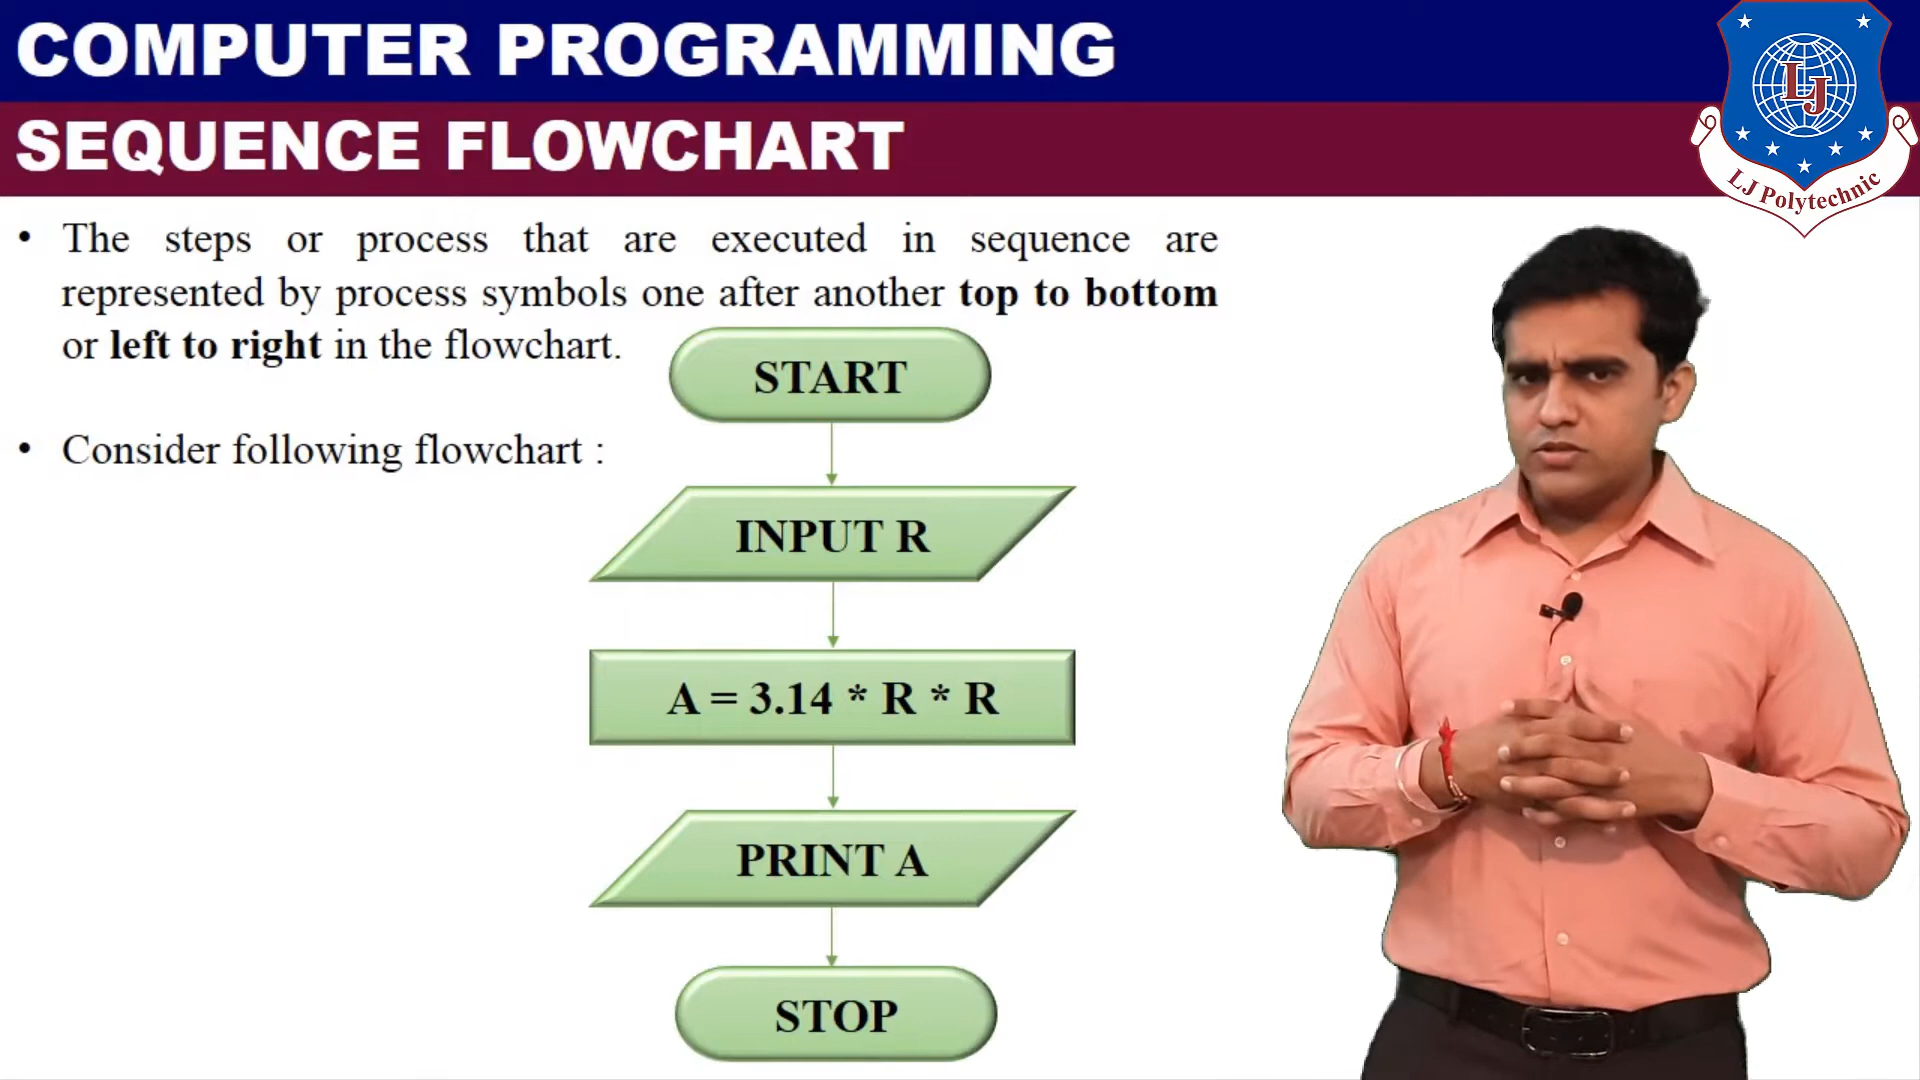 COMPUTER PROGRAMMING
SEQUENCE FLOWCHART
LJ
LJ Polytechnic
• The steps or process that are executed in sequence are
represented by process symbols one after another top to bottom
or left to right in the flowchart.
• Consider following flowchart :
START
INPUT R
A = 3.14 * R * R
PRINT A
STOP